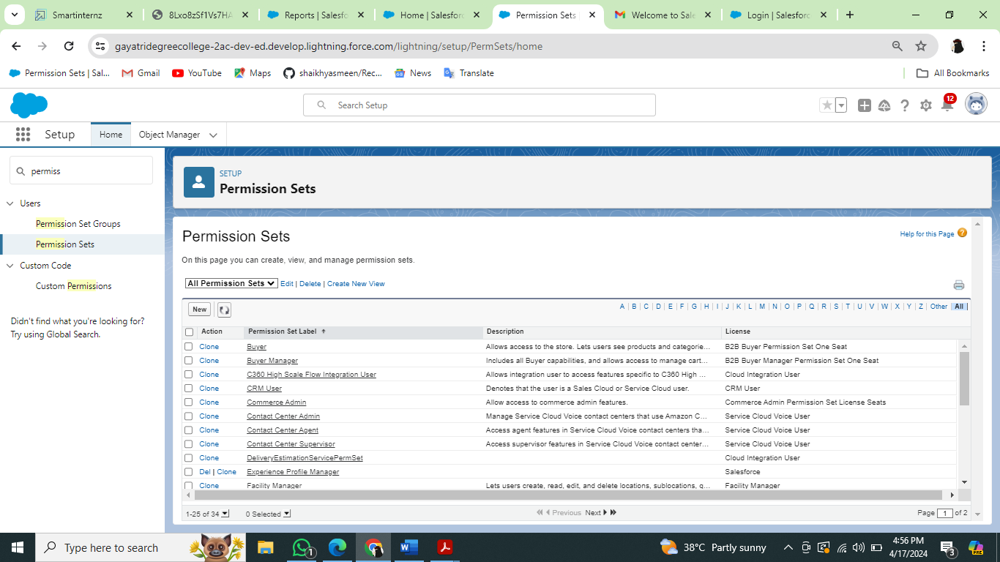 Smartinternz
8Lxo8zSf1Vs7HA
Reports | Salesfo
Home | Salesforc
Permission Sets |
Welcome to Sale
Login | Salesforc
gayatridegreecollege-2ac-dev-ed.develop.lightning.force.com/lightning/setup/PermSets/home
Permission Sets | Sal...
Gmail
YouTube
Maps
shaikhyasmeen/Rec...
News
Translate
All Bookmarks
Search Setup
12
Setup
Home
Object Manager
permiss
Users
Permission Set Groups
Permission Sets
Custom Code
Custom Permissions
Didn't find what you're looking for?
Try using Global Search.
SETUP
Permission Sets
Permission Sets
Help for this Page ?
On this page you can create, view, and manage permission sets.
All Permission Sets Edit | Delete | Create New View
New A | B | C | D | E | F | G | H | I | J | K | L | M | N | O | P | Q | R | S | T | U | V | W | X | Y | Z | Other | All |
Action Permission Set Label Description License
Clone Buyer Allows access to the store. Lets users see products and categorie... B2B Buyer Permission Set One Seat
Clone Buyer Manager Includes all Buyer capabilities, and allows access to manage cart... B2B Buyer Manager Permission Set One Seat
Clone C360 High Scale Flow Integration User Allows integration user to access features specific to C360 High ... Cloud Integration User
Clone CRM User Denotes that the user is a Sales Cloud or Service Cloud user. CRM User
Clone Commerce Admin Allow access to commerce admin features. Commerce Admin Permission Set License Seats
Clone Contact Center Admin Manage Service Cloud Voice contact centers that use Amazon C... Service Cloud Voice User
Clone Contact Center Agent Access agent features in Service Cloud Voice contact centers tha... Service Cloud Voice User
Clone Contact Center Supervisor Access supervisor features in Service Cloud Voice contact center... Service Cloud Voice User
Clone DeliveryEstimationServicePermSet Cloud Integration User
Del | Clone Experience Profile Manager Salesforce
Clone Facility Manager Lets users create, read, edit, and delete locations, sublocations, q... Facility Manager
1-25 of 34 0 Selected Previous Next Page 1 of 2
Type here to search
1
38°C Partly sunny
4:56 PM
4/17/2024
3
PRE